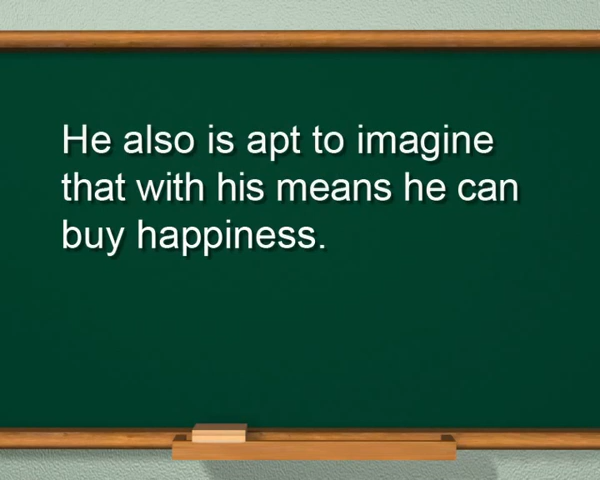 He also is apt to imagine
that with his means he can
buy happiness.